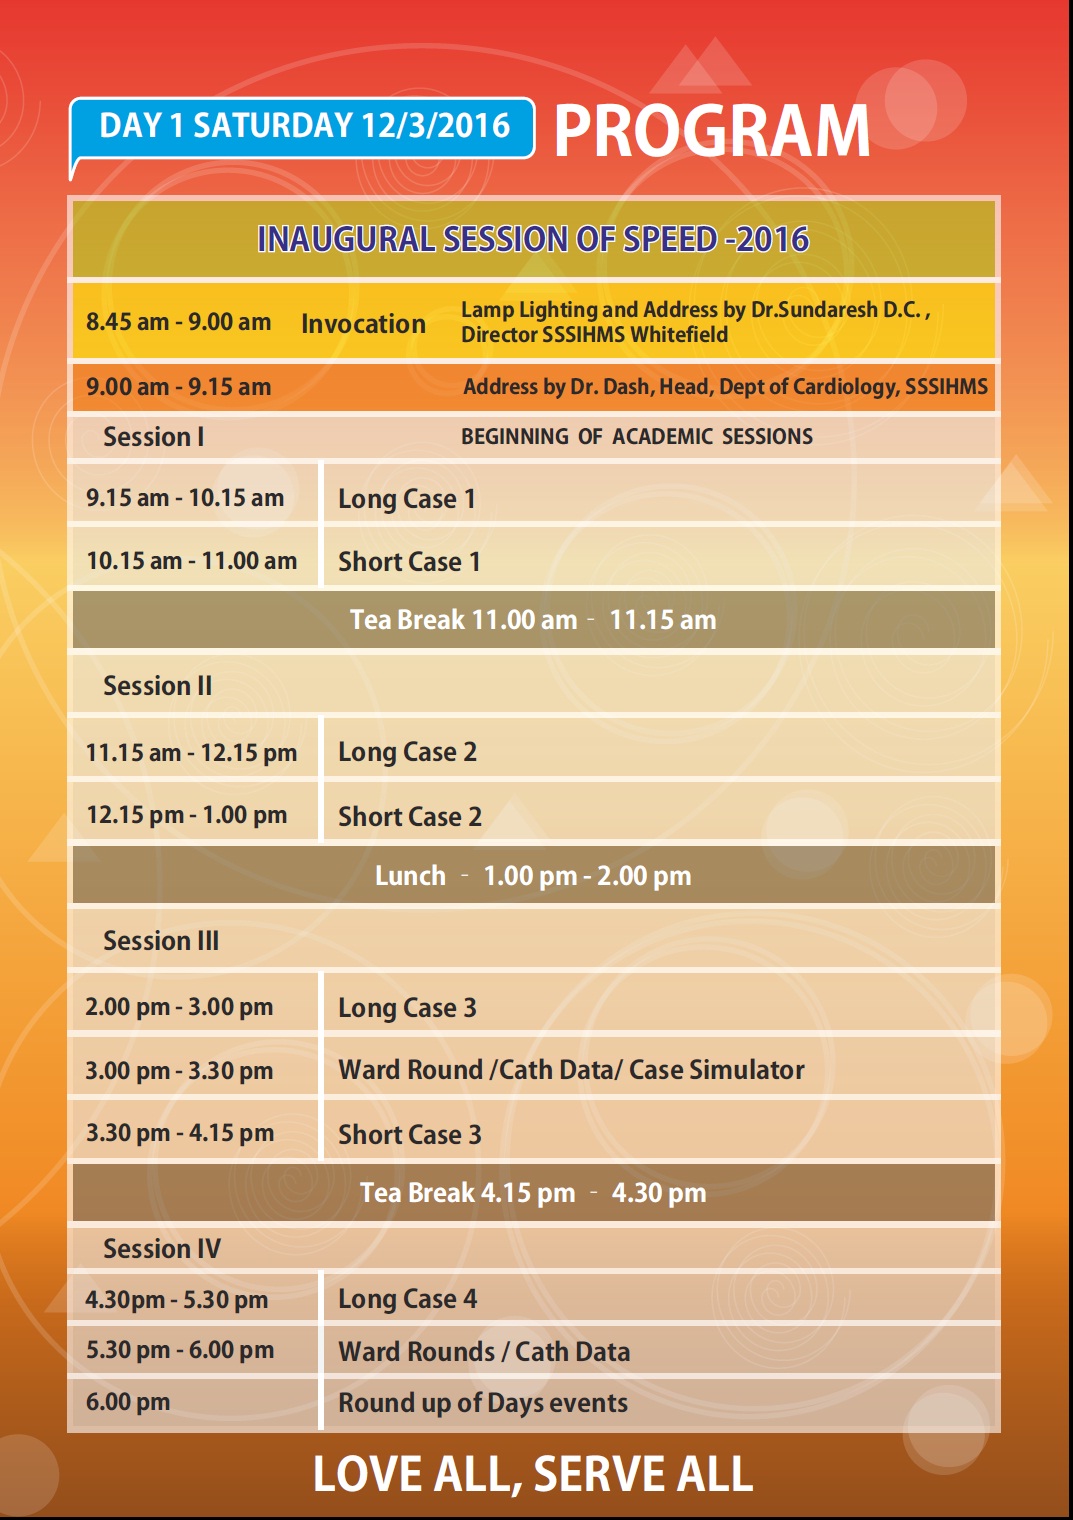 DAY 1 SATURDAY 12/3/2016 PROGRAM
INAUGURAL SESSION OF SPEED -2016
8.45 am - 9.00 am Invocation Lamp Lighting and Address by Dr.Sundaresh D.C. ,
Director SSSIHMS Whitefield
9.00 am - 9.15 am Address by Dr. Dash, Head, Dept of Cardiology, SSSIHMS
Session I BEGINNING OF ACADEMIC SESSIONS
9.15 am - 10.15 am Long Case 1
10.15 am - 11.00 am Short Case 1
Tea Break 11.00 am - 11.15 am
Session II
11.15 am - 12.15 pm Long Case 2
12.15 pm - 1.00 pm Short Case 2
Lunch - 1.00 pm - 2.00 pm
Session III
2.00 pm - 3.00 pm Long Case 3
3.00 pm - 3.30 pm Ward Round /Cath Data/ Case Simulator
3.30 pm - 4.15 pm Short Case 3
Tea Break 4.15 pm - 4.30 pm
Session IV
4.30pm - 5.30 pm Long Case 4
5.30 pm - 6.00 pm Ward Rounds / Cath Data
6.00 pm Round up of Days events
LOVE ALL, SERVE ALL